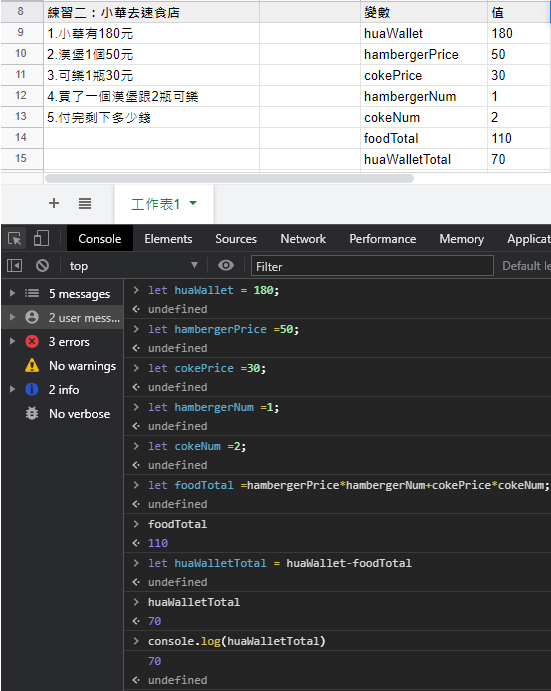 8 練習二：小華去速食店 變數 值
9 1.小華有180元 huaWallet 180
10 2.漢堡1個50元 hambergerPrice 50
11 3.可樂1瓶30元 cokePrice 30
12 4.買了一個漢堡跟2瓶可樂 hambergerNum 1
13 5.付完剩下多少錢 cokeNum 2
14 foodTotal 110
15 huaWalletTotal 70
工作表1
Console Elements Sources Network Performance Memory Applicat
top Filter Default le
5 messages
2 user mess...
3 errors
No warnings
2 info
No verbose
let huaWallet = 180;
undefined
let hambergerPrice =50;
undefined
let cokePrice =30;
undefined
let hambergerNum =1;
undefined
let cokeNum =2;
undefined
let foodTotal =hambergerPrice*hambergerNum+cokePrice*cokeNum;
undefined
foodTotal
110
let huaWalletTotal = huaWallet-foodTotal
undefined
huaWalletTotal
70
console.log(huaWalletTotal)
70
undefined